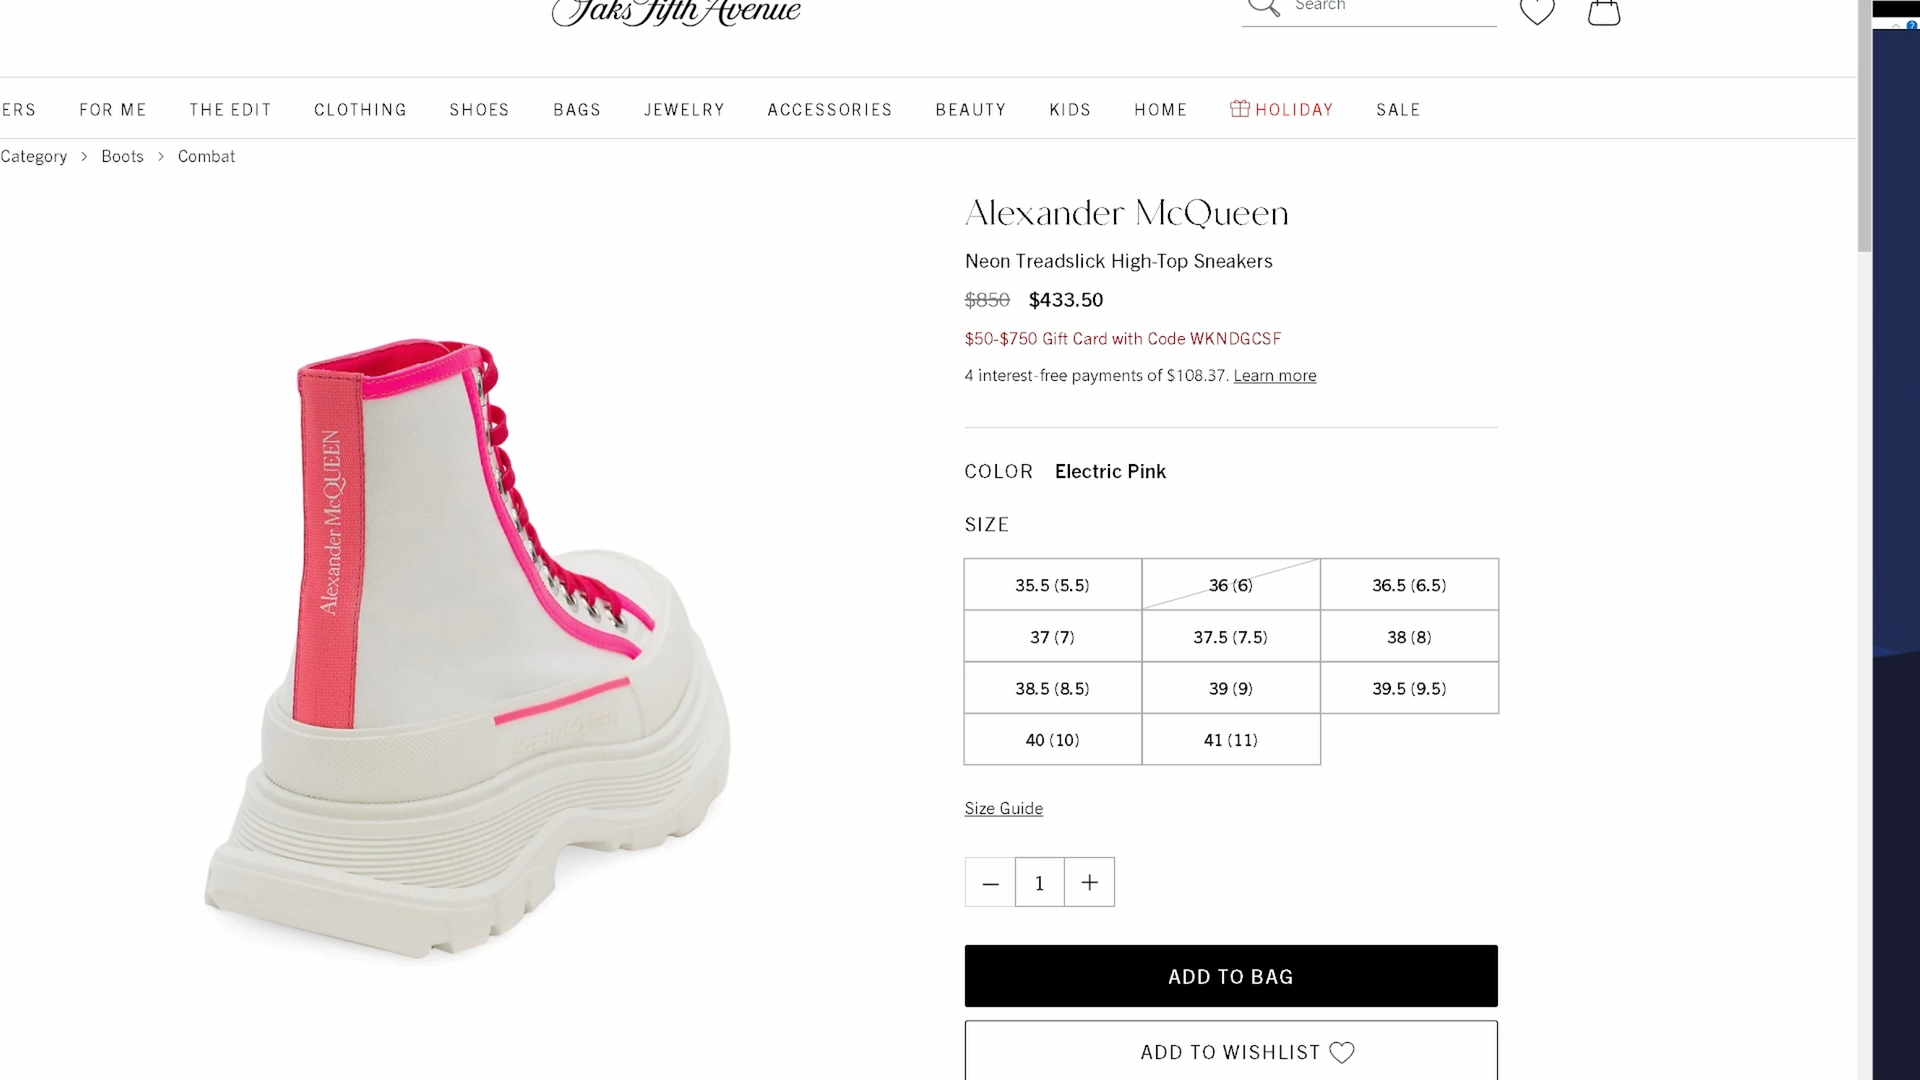 Saks Fifth Avenue
Search
ERS FOR ME THE EDIT CLOTHING SHOES BAGS JEWELRY ACCESSORIES BEAUTY KIDS HOME HOLIDAY SALE
Category > Boots > Combat
Alexander McQueen
Neon Treadslick High-Top Sneakers
$850 $433.50
$50-$750 Gift Card with Code WKNDGCSF
4 interest-free payments of $108.37. Learn more
COLOR Electric Pink
SIZE
35.5 (5.5) 36 (6) 36.5 (6.5)
37 (7) 37.5 (7.5) 38 (8)
38.5 (8.5) 39 (9) 39.5 (9.5)
40 (10) 41 (11)
Size Guide
− 1 +
ADD TO BAG
ADD TO WISHLIST
Alexander McQUEEN